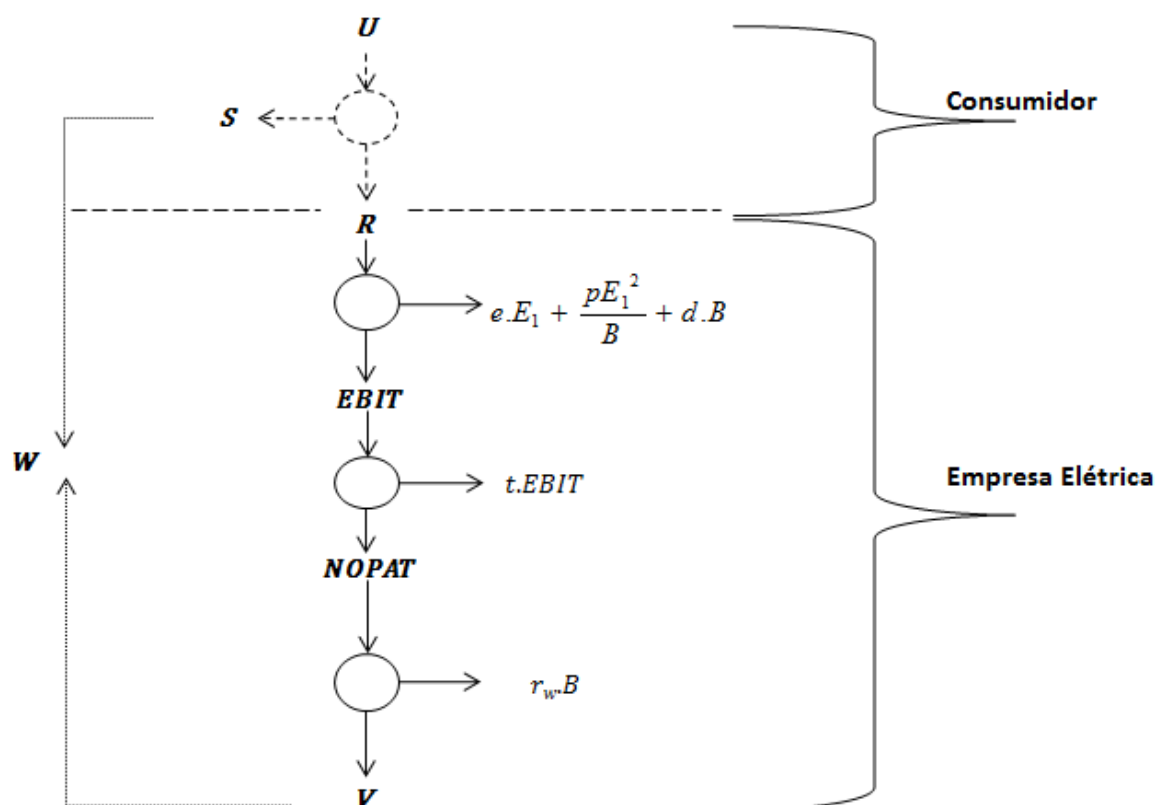 U
Consumidor
S
R
e.E₁ + pE₁²/B + d.B
EBIT
W
t.EBIT
Empresa Elétrica
NOPAT
r_w.B
V